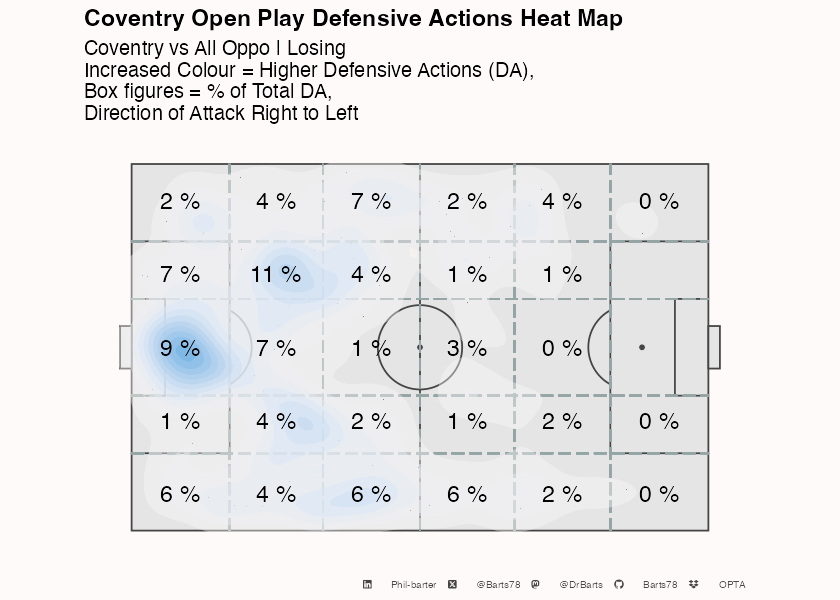 Coventry Open Play Defensive Actions Heat Map
Coventry vs All Oppo | Losing
Increased Colour = Higher Defensive Actions (DA),
Box figures = % of Total DA,
Direction of Attack Right to Left
2 % 4 % 7 % 2 % 4 % 0 %
7 % 11 % 4 % 1 % 1 %
9 % 7 % 1 % 3 % 0 %
1 % 4 % 2 % 1 % 2 % 0 %
6 % 4 % 6 % 6 % 2 % 0 %
Phil-barter @Barts78 @DrBarts Barts78 OPTA